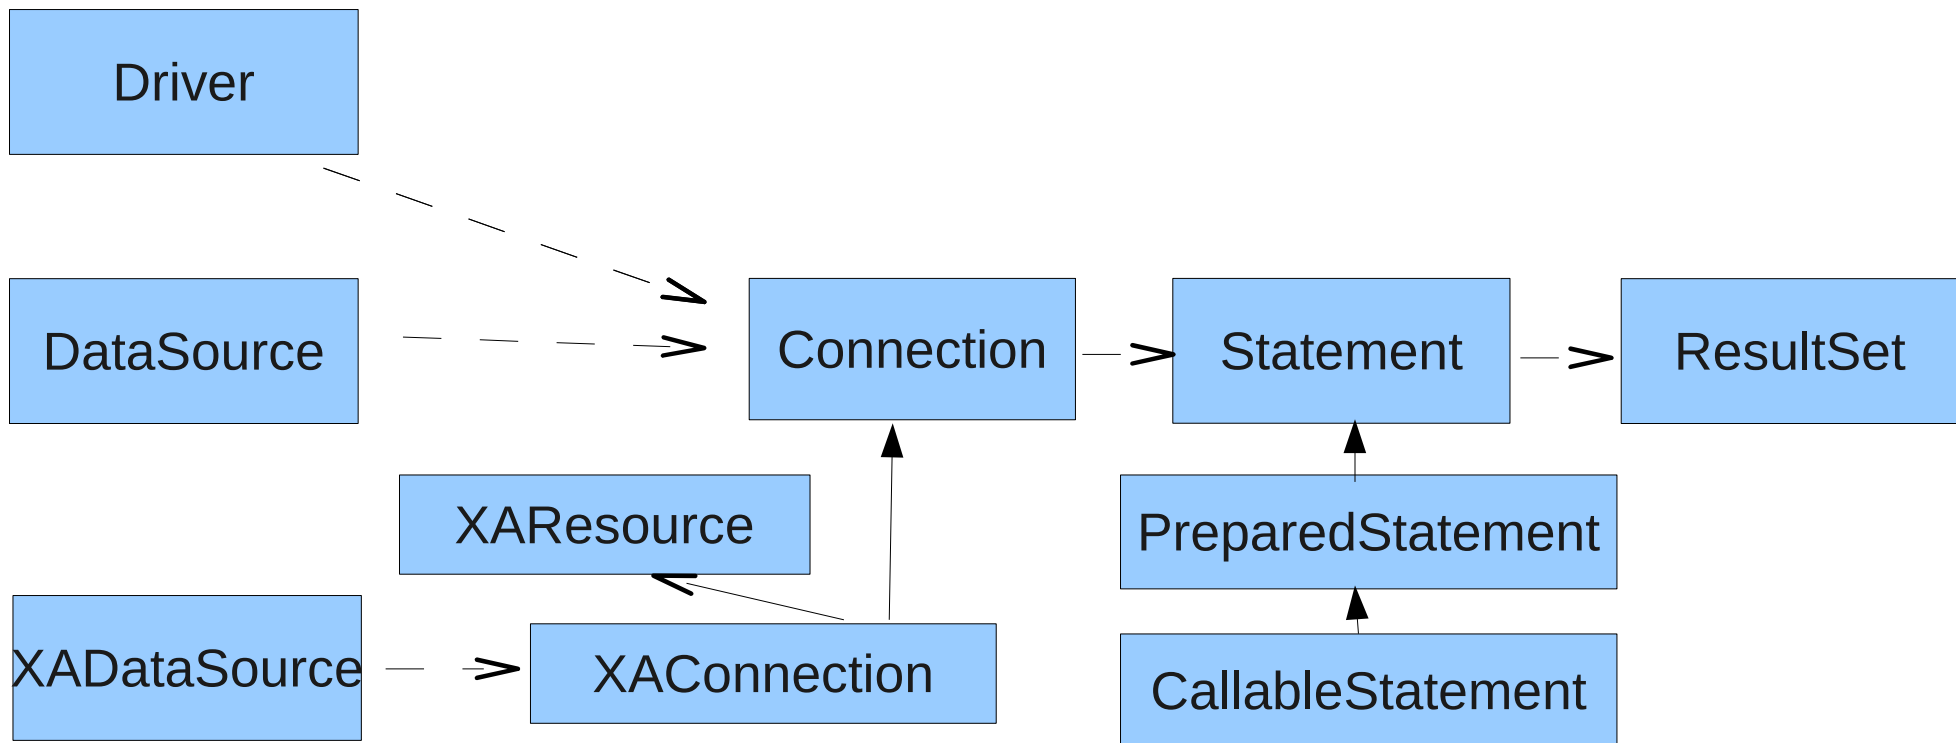 Driver
DataSource
Connection
Statement
ResultSet
XAResource
PreparedStatement
XADataSource
XAConnection
CallableStatement